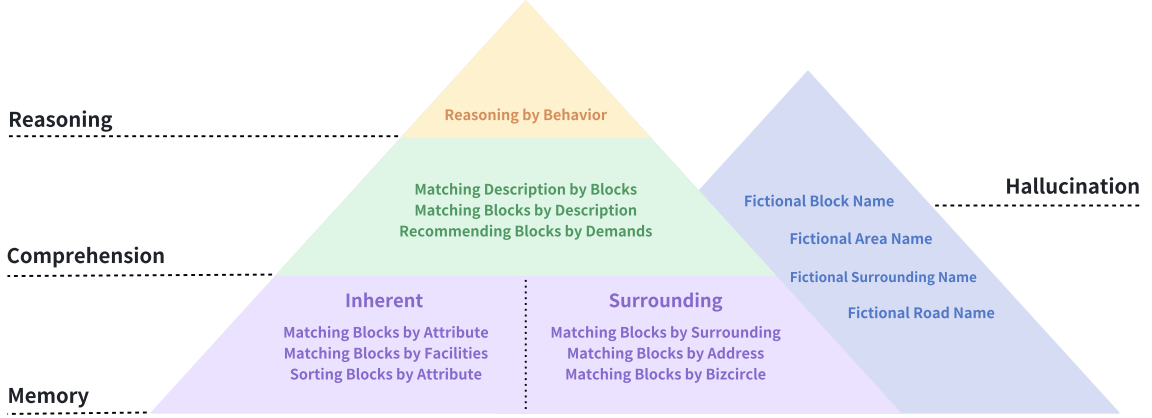 Reasoning
Reasoning by Behavior
Matching Description by Blocks
Matching Blocks by Description
Recommending Blocks by Demands
Comprehension
Inherent
Matching Blocks by Attribute
Matching Blocks by Facilities
Sorting Blocks by Attribute
Surrounding
Matching Blocks by Surrounding
Matching Blocks by Address
Matching Blocks by Bizcircle
Memory
Hallucination
Fictional Block Name
Fictional Area Name
Fictional Surrounding Name
Fictional Road Name